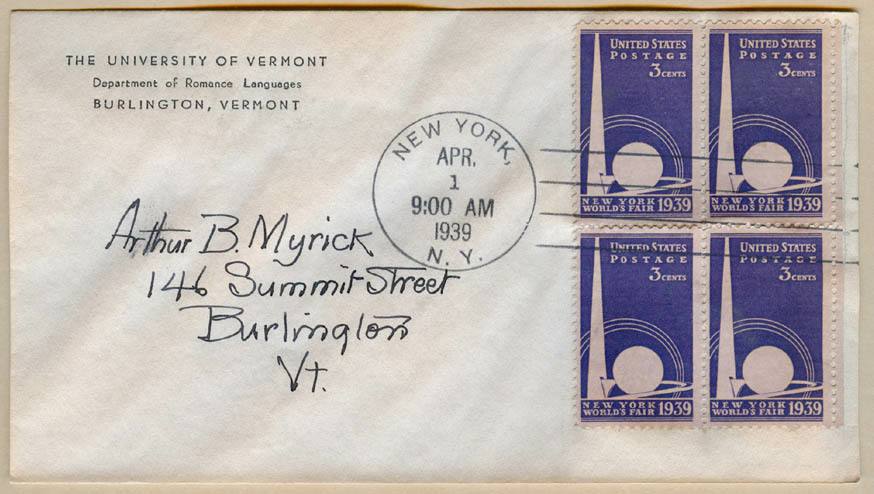 THE UNIVERSITY OF VERMONT
Department of Romance Languages
BURLINGTON, VERMONT
NEW YORK,
APR.
1
9:00 AM
1939
N. Y.
Arthur B. Myrick
146 Summit Street
Burlington
Vt.
UNITED STATES
POSTAGE
3 CENTS
NEW YORK
WORLD'S FAIR 1939
UNITED STATES
POSTAGE
3 CENTS
NEW YORK
WORLD'S FAIR 1939
UNITED STATES
POSTAGE
3 CENTS
NEW YORK
WORLD'S FAIR 1939
UNITED STATES
POSTAGE
3 CENTS
NEW YORK
WORLD'S FAIR 1939